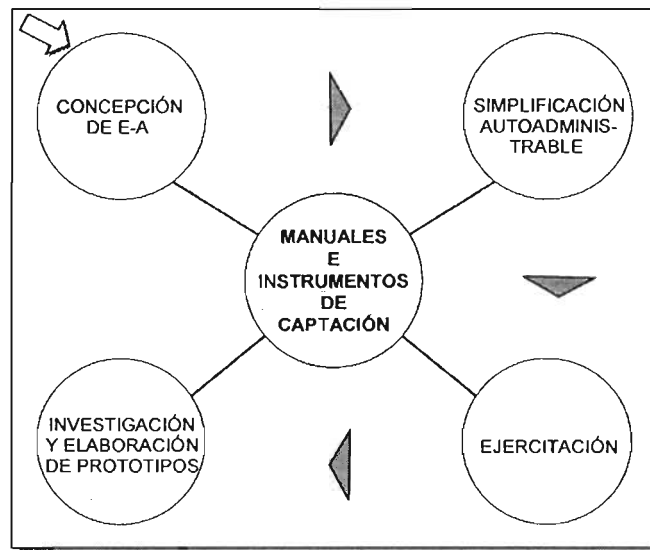 CONCEPCIÓN
DE E-A
SIMPLIFICACIÓN
AUTOADMINIS-
TRABLE
MANUALES
E
INSTRUMENTOS
DE
CAPTACIÓN
INVESTIGACIÓN
Y ELABORACIÓN
DE PROTOTIPOS
EJERCITACIÓN